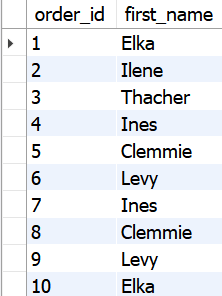 order_id first_name
1 Elka
2 Ilene
3 Thacher
4 Ines
5 Clemmie
6 Levy
7 Ines
8 Clemmie
9 Levy
10 Elka